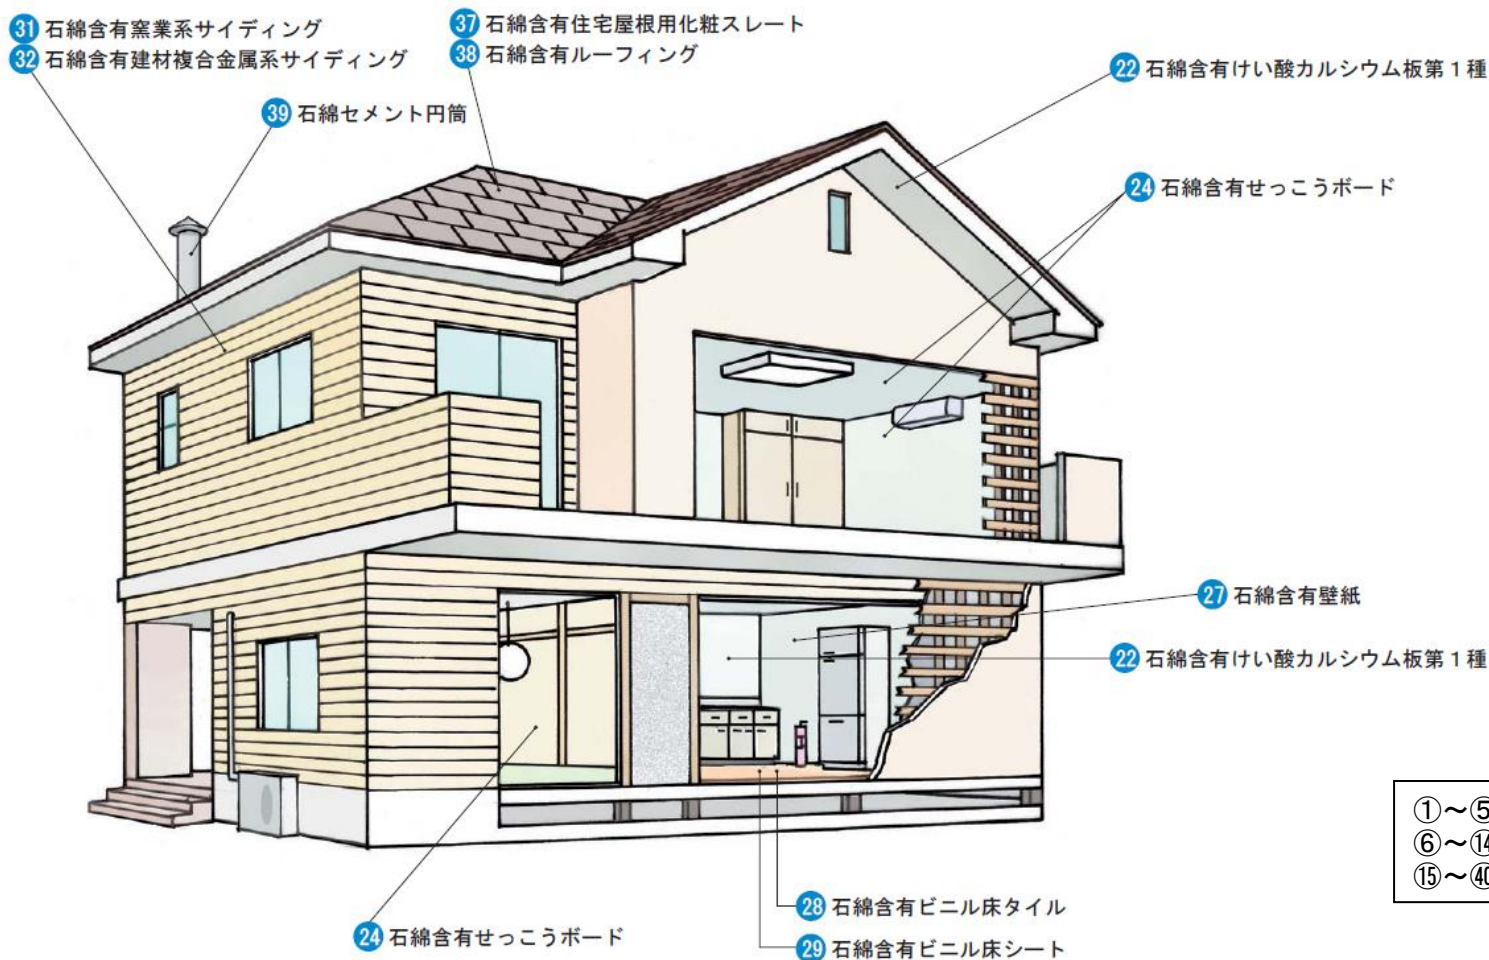 31 石綿含有窯業系サイディング
32 石綿含有建材複合金属系サイディング
37 石綿含有住宅屋根用化粧スレート
38 石綿含有ルーフィング
39 石綿セメント円筒
22 石綿含有けい酸カルシウム板第1種
24 石綿含有せっこうボード
27 石綿含有壁紙
22 石綿含有けい酸カルシウム板第1種
24 石綿含有せっこうボード
28 石綿含有ビニル床タイル
29 石綿含有ビニル床シート
①～⑤
⑥～⑭
⑮～㊵